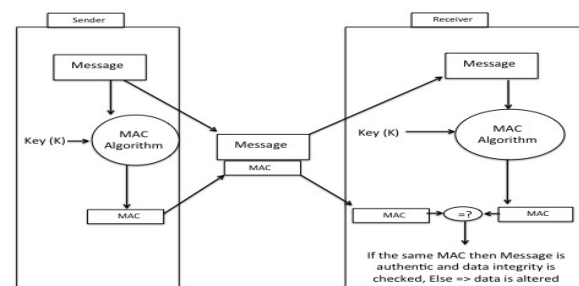 Sender
Receiver
Message
Message
Key (K)
MAC
Algorithm
Message
MAC
Key (K)
MAC
Algorithm
MAC
MAC
=?
MAC
If the same MAC then Message is
authentic and data integrity is
checked, Else => data is altered